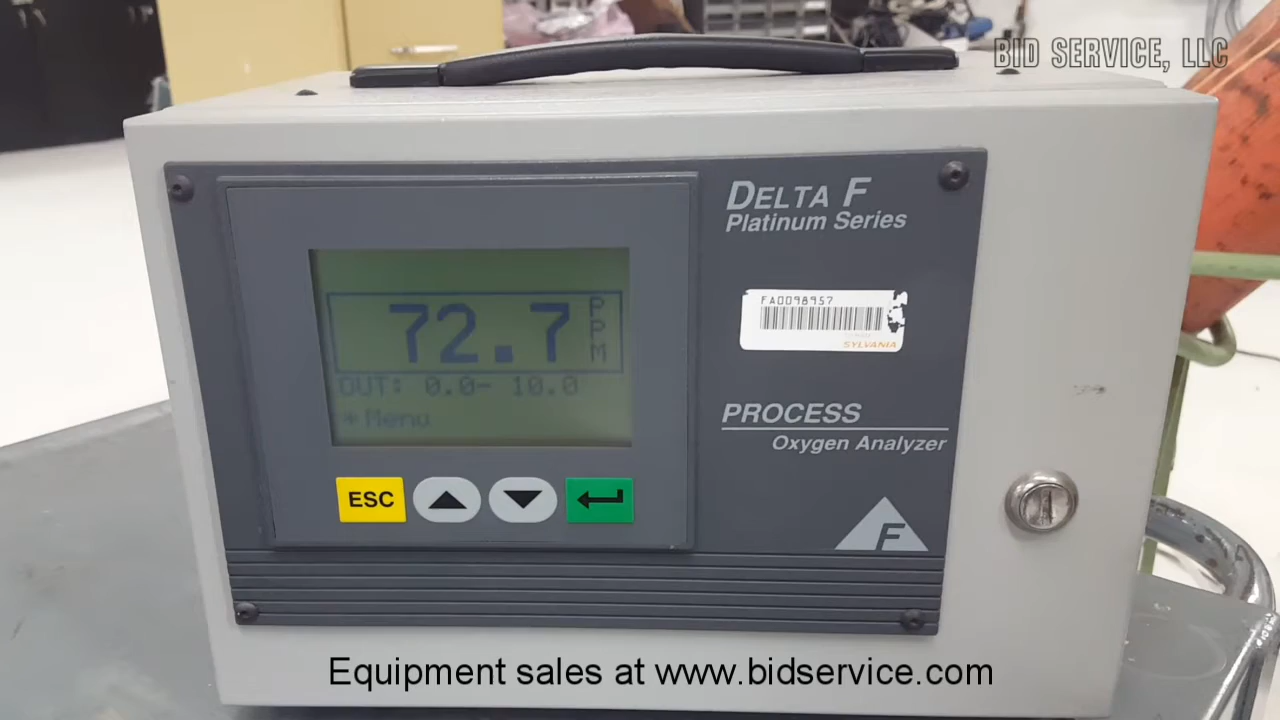 BID SERVICE, LLC
DELTA F
Platinum Series
72.7 PPM
OUT: 0.0- 10.0
*Menu
FA0098957
SYLVANIA
PROCESS
Oxygen Analyzer
ESC
F
Equipment sales at www.bidservice.com